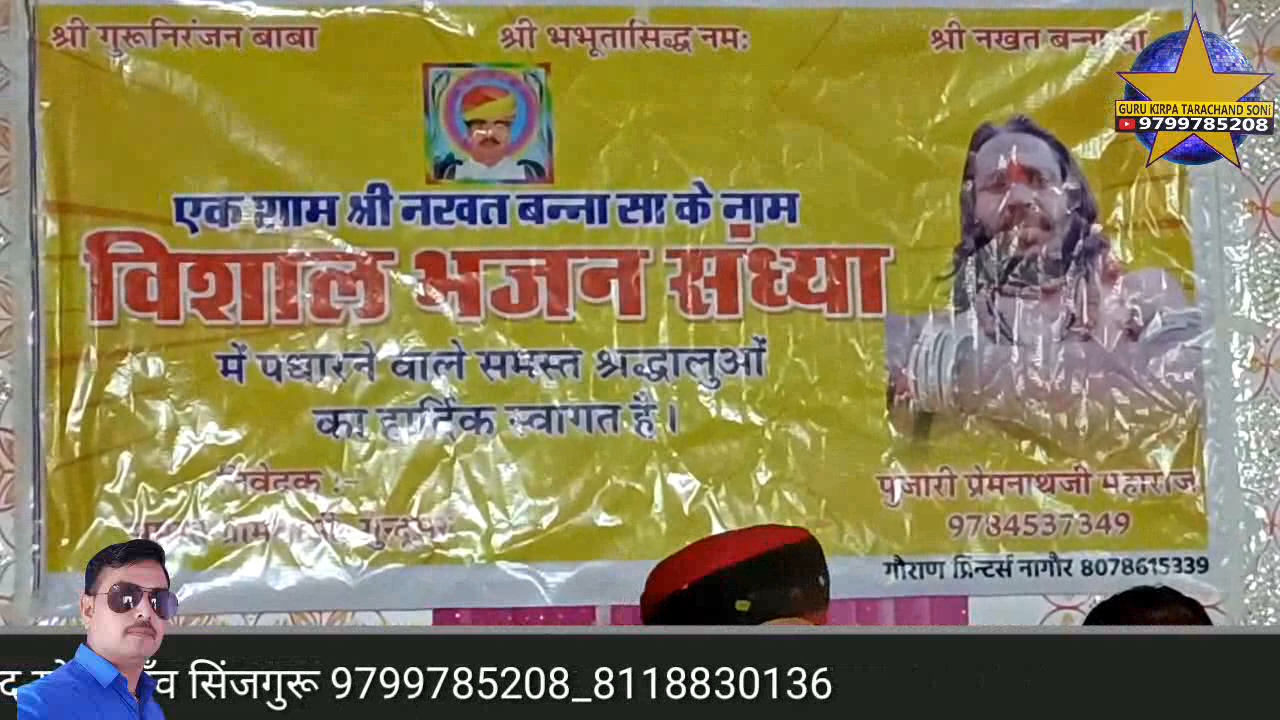 श्री गुरूनिरंजन बाबा
श्री भभूतासिद्ध नम:
श्री नखत बन्ना सा
GURU KIRPA TARACHAND SONi
9799785208
एक शाम श्री नखत बन्ना सा के नाम
विशाल भजन संध्या
में पधारने वाले समस्त श्रद्धालुओं
का हार्दिक स्वागत है।
निवेदक :-
पुजारी प्रेमनाथजी महाराज
9784537349
गौराण प्रिन्टर्स नागौर 8078615339
सिंजगुरू 9799785208_8118830136